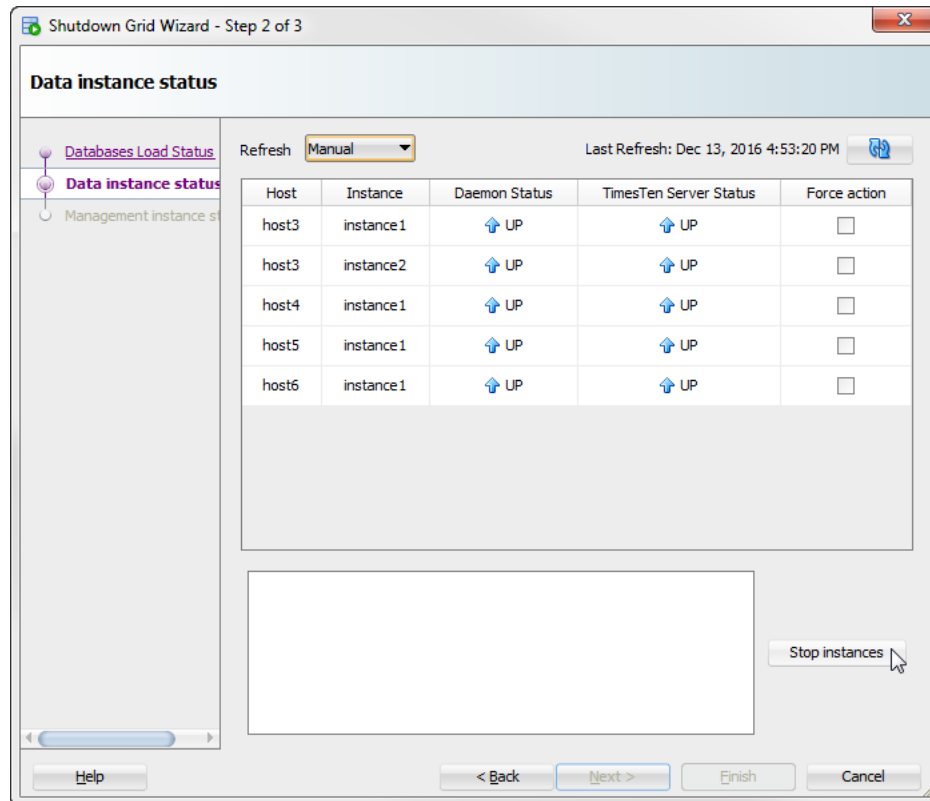 Shutdown Grid Wizard - Step 2 of 3
Data instance status
Databases Load Status
Data instance status
Management instance st
Refresh Manual Last Refresh: Dec 13, 2016 4:53:20 PM
Host Instance Daemon Status TimesTen Server Status Force action
host3 instance1 UP UP
host3 instance2 UP UP
host4 instance1 UP UP
host5 instance1 UP UP
host6 instance1 UP UP
Stop instances
Help < Back Next > Finish Cancel